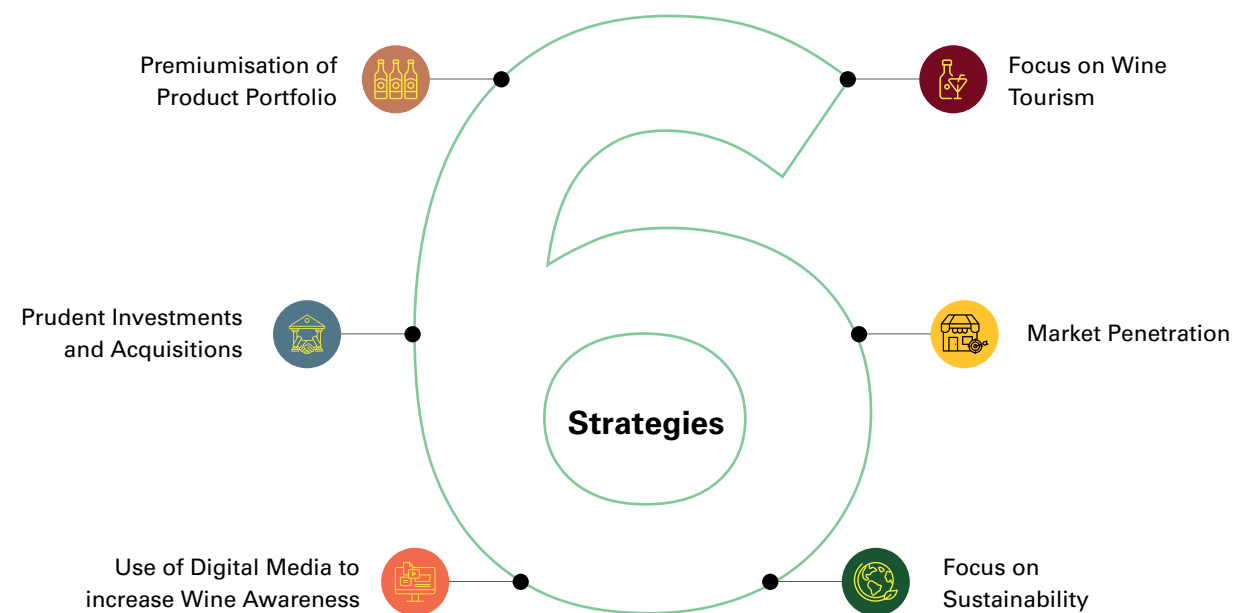 Premiumisation of
Product Portfolio
Focus on Wine
Tourism
Prudent Investments
and Acquisitions
Market Penetration
6
Strategies
Use of Digital Media to
increase Wine Awareness
Focus on
Sustainability